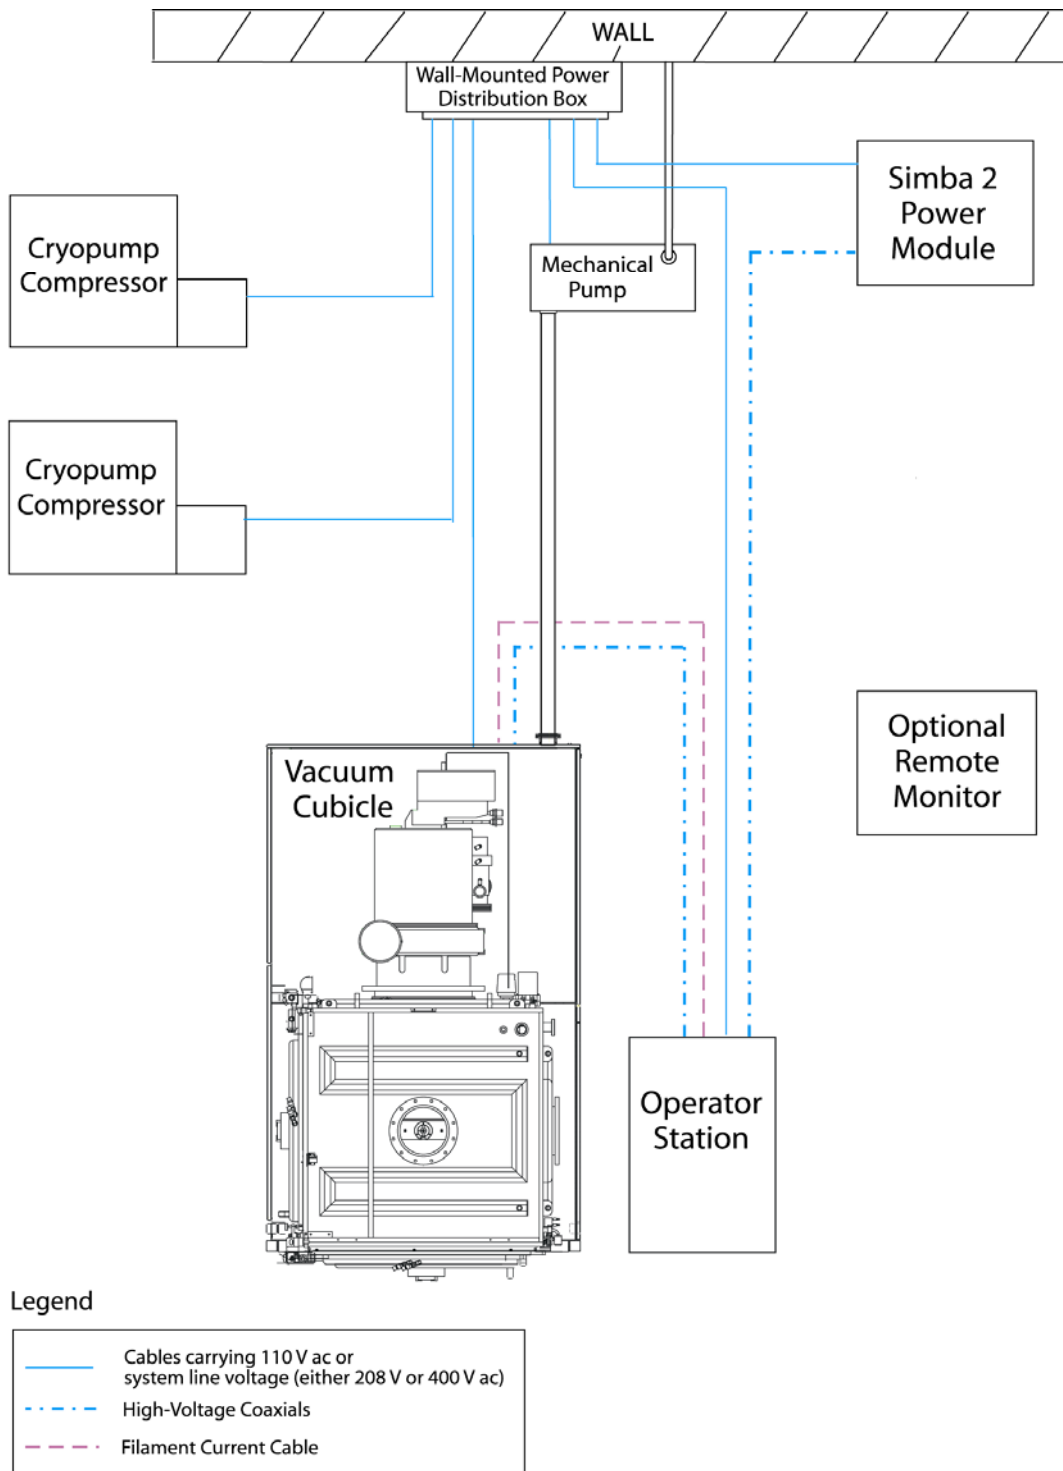 WALL
Wall-Mounted Power
Distribution Box
Simba 2
Power
Module
Cryopump
Compressor
Mechanical
Pump
Cryopump
Compressor
Optional
Remote
Monitor
Vacuum
Cubicle
Operator
Station
Legend
Cables carrying 110 V ac or
system line voltage (either 208 V or 400 V ac)
High-Voltage Coaxials
Filament Current Cable